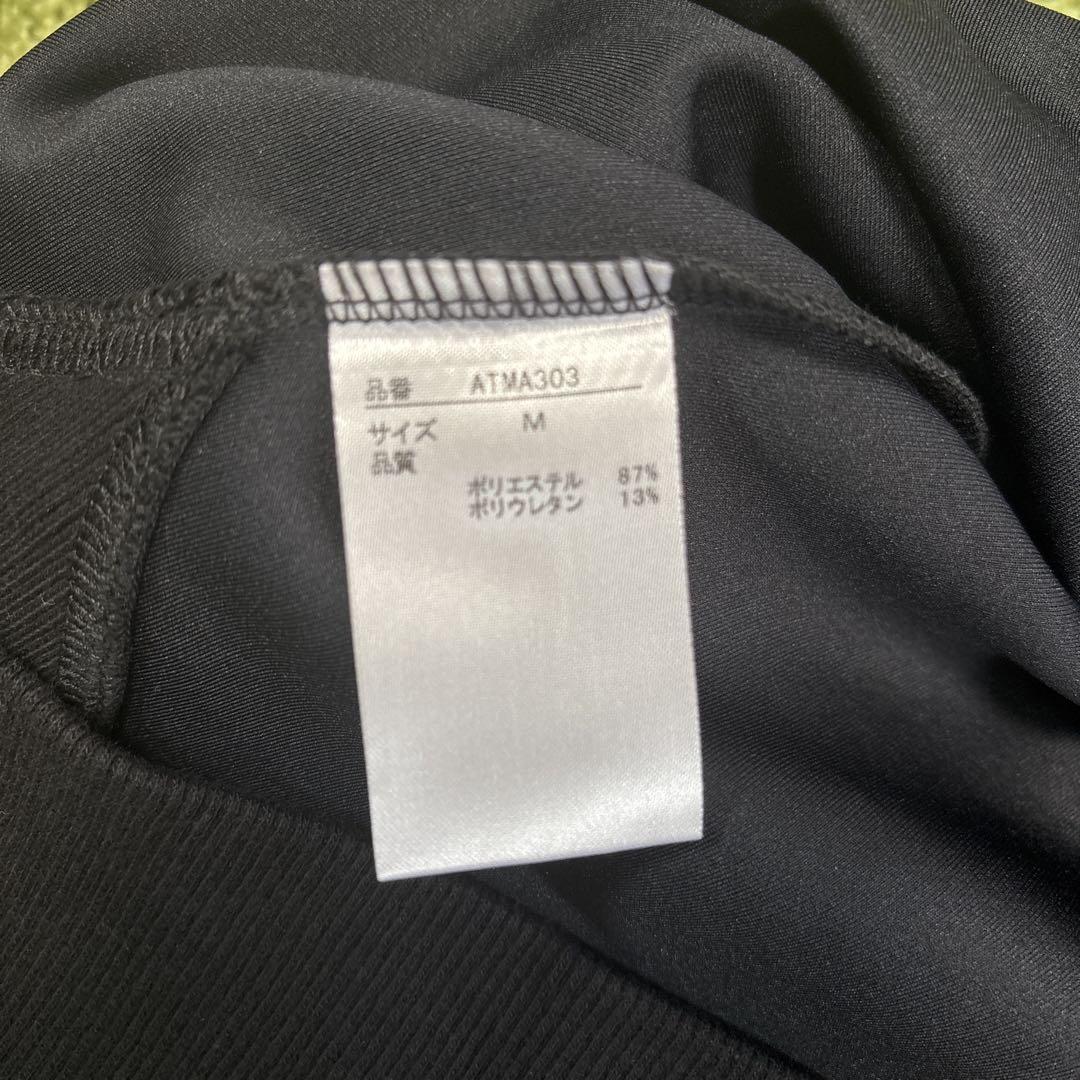 品番 ATMA303
サイズ M
品質
ポリエステル 87%
ポリウレタン 13%